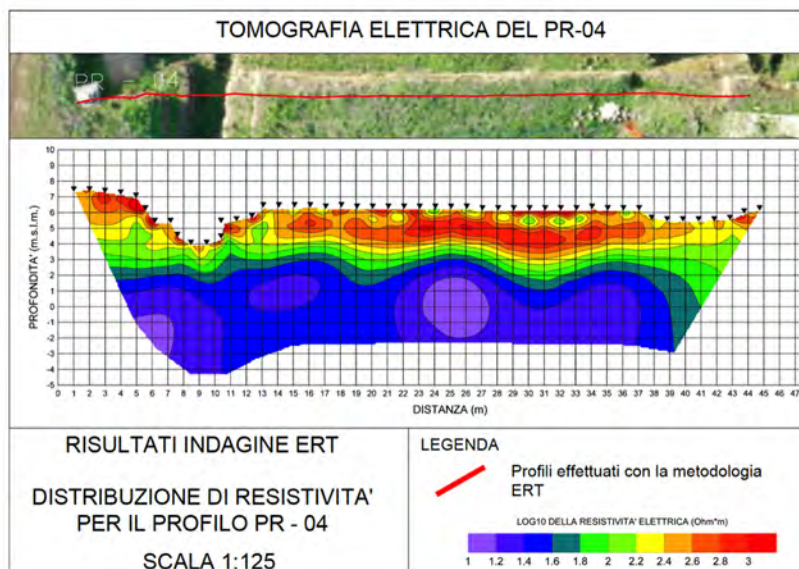 TOMOGRAFIA ELETTRICA DEL PR-04
PR - 04
PROFONDITA' (m.s.l.m.)
10
9
8
7
6
5
4
3
2
1
0
-1
-2
-3
-4
-5
0 1 2 3 4 5 6 7 8 9 10 11 12 13 14 15 16 17 18 19 20 21 22 23 24 25 26 27 28 29 30 31 32 33 34 35 36 37 38 39 40 41 42 43 44 45 46 47
DISTANZA (m)
RISULTATI INDAGINE ERT
DISTRIBUZIONE DI RESISTIVITA'
PER IL PROFILO PR - 04
SCALA 1:125
LEGENDA
Profili effettuati con la metodologia
ERT
LOG10 DELLA RESISTIVITA' ELETTRICA (Ohm*m)
1 1.2 1.4 1.6 1.8 2 2.2 2.4 2.6 2.8 3